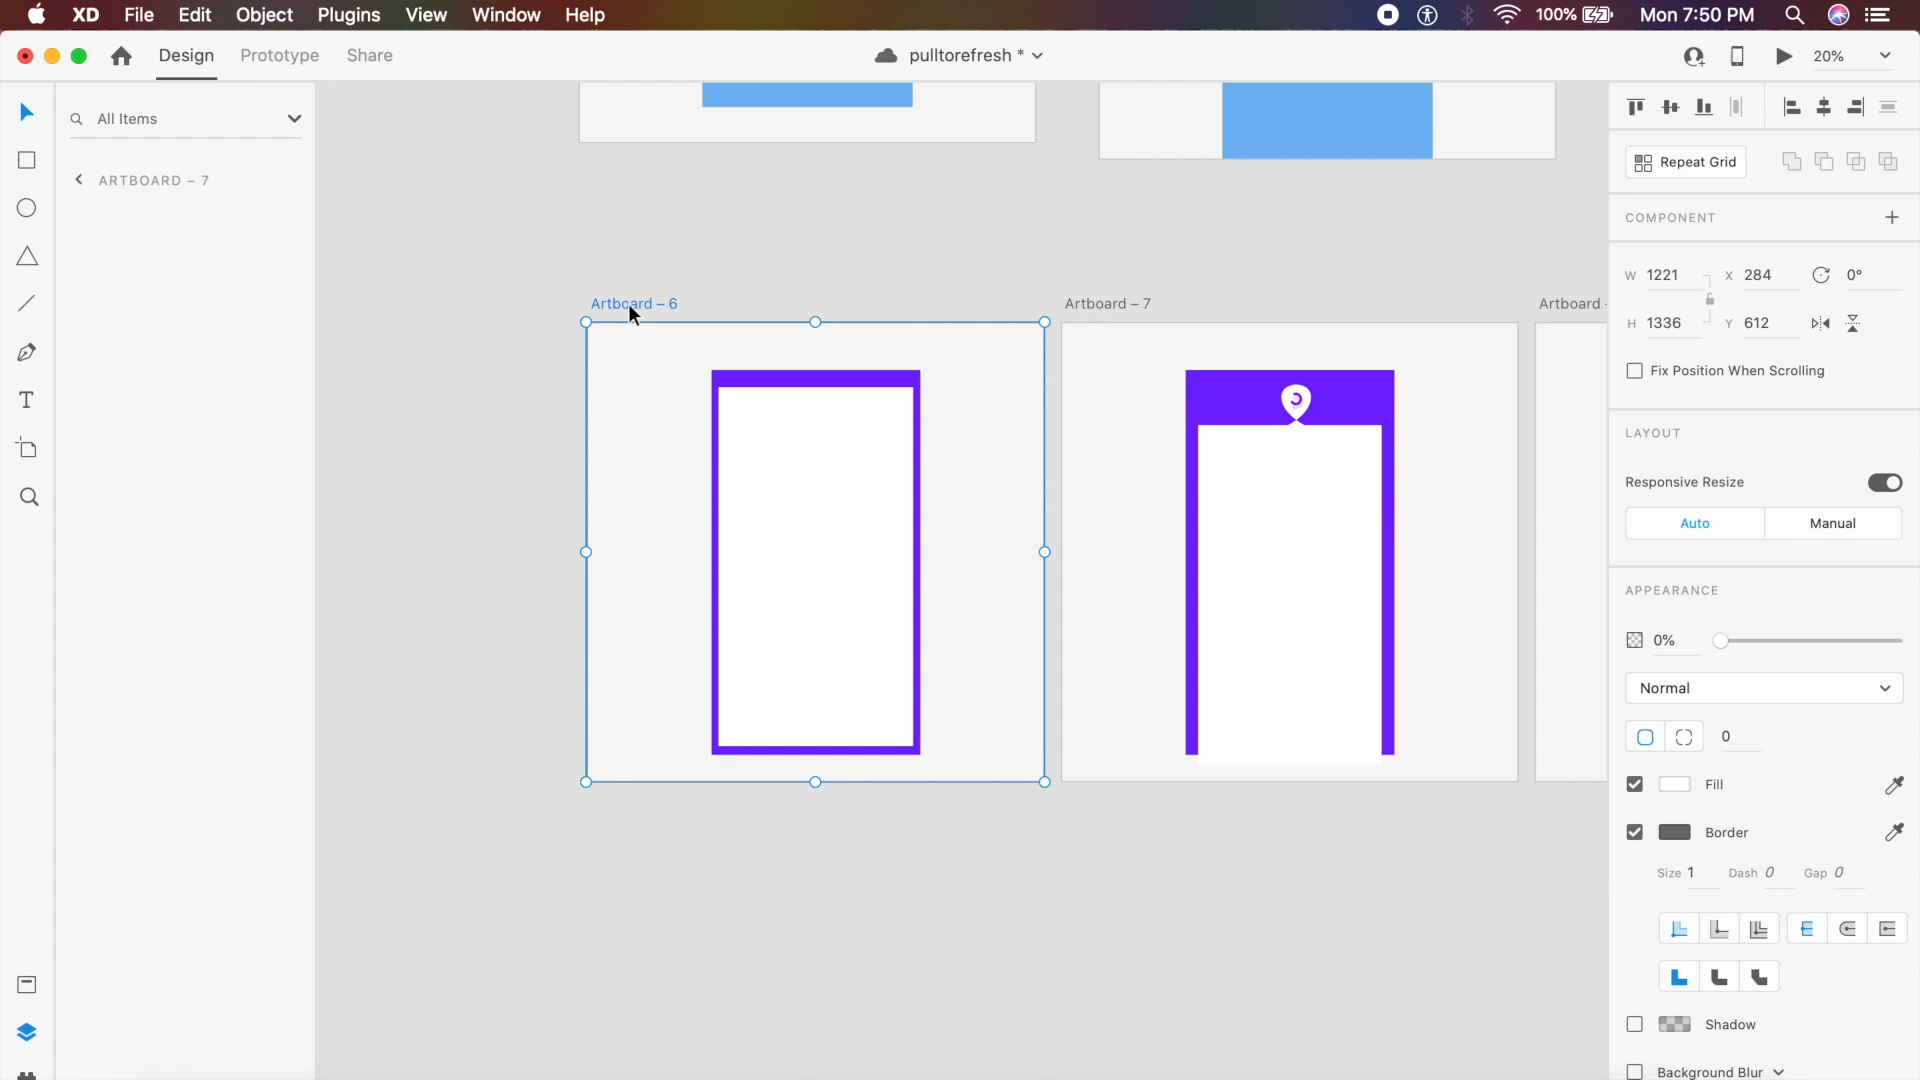 XD File Edit Object Plugins View Window Help 100% Mon 7:50 PM
Design Prototype Share pulltorefresh * 20%
All Items
ARTBOARD – 7
Repeat Grid
COMPONENT
W 1221 X 284 0°
H 1336 Y 612
Fix Position When Scrolling
LAYOUT
Responsive Resize
Auto Manual
APPEARANCE
0%
Normal
0
Fill
Border
Size 1 Dash 0 Gap 0
Shadow
Background Blur
Artboard – 6
Artboard – 7
Artboard -
T